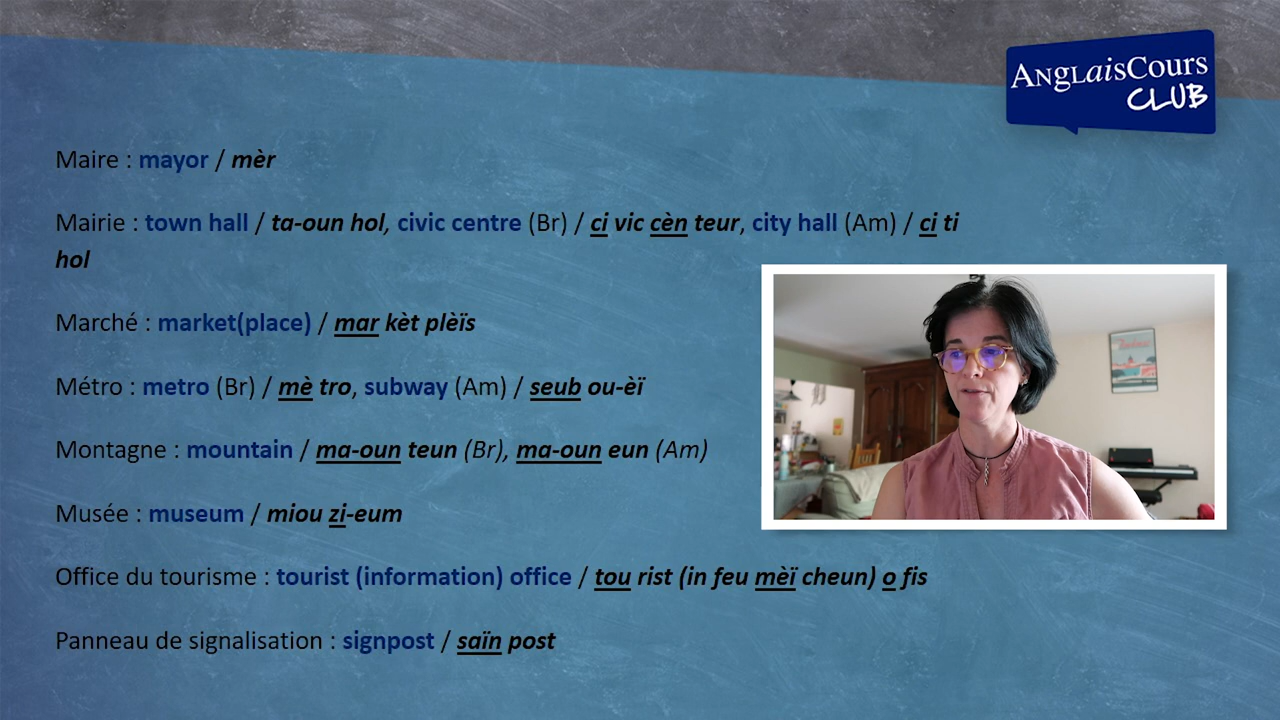 AnglaisCours
CLUB
Maire : mayor / mèr
Mairie : town hall / ta-oun hol, civic centre (Br) / ci vic cèn teur, city hall (Am) / ci ti
hol
Marché : market(place) / mar kèt plèïs
Métro : metro (Br) / mè tro, subway (Am) / seub ou-èï
Montagne : mountain / ma-oun teun (Br), ma-oun eun (Am)
Musée : museum / miou zi-eum
Office du tourisme : tourist (information) office / tou rist (in feu mèï cheun) o fis
Panneau de signalisation : signpost / saïn post